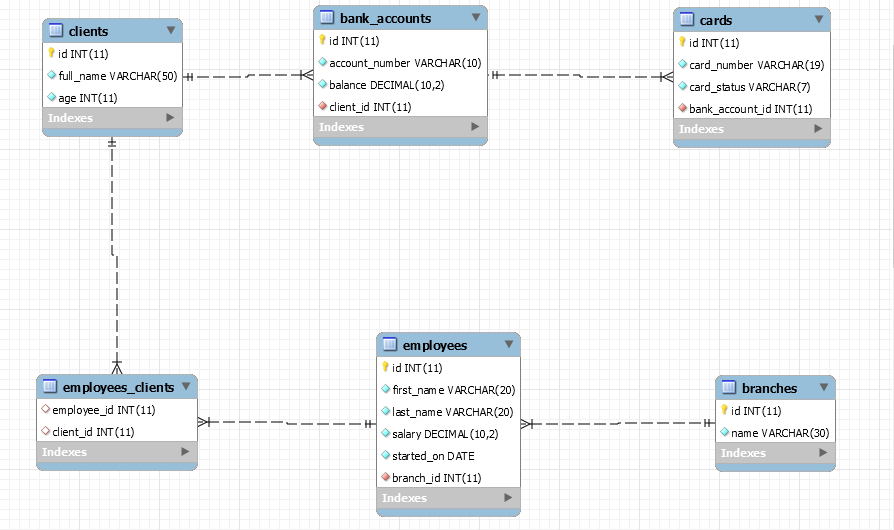 clients
id INT(11)
full_name VARCHAR(50)
age INT(11)
Indexes
bank_accounts
id INT(11)
account_number VARCHAR(10)
balance DECIMAL(10,2)
client_id INT(11)
Indexes
cards
id INT(11)
card_number VARCHAR(19)
card_status VARCHAR(7)
bank_account_id INT(11)
Indexes
employees_clients
employee_id INT(11)
client_id INT(11)
Indexes
employees
id INT(11)
first_name VARCHAR(20)
last_name VARCHAR(20)
salary DECIMAL(10,2)
started_on DATE
branch_id INT(11)
Indexes
branches
id INT(11)
name VARCHAR(30)
Indexes